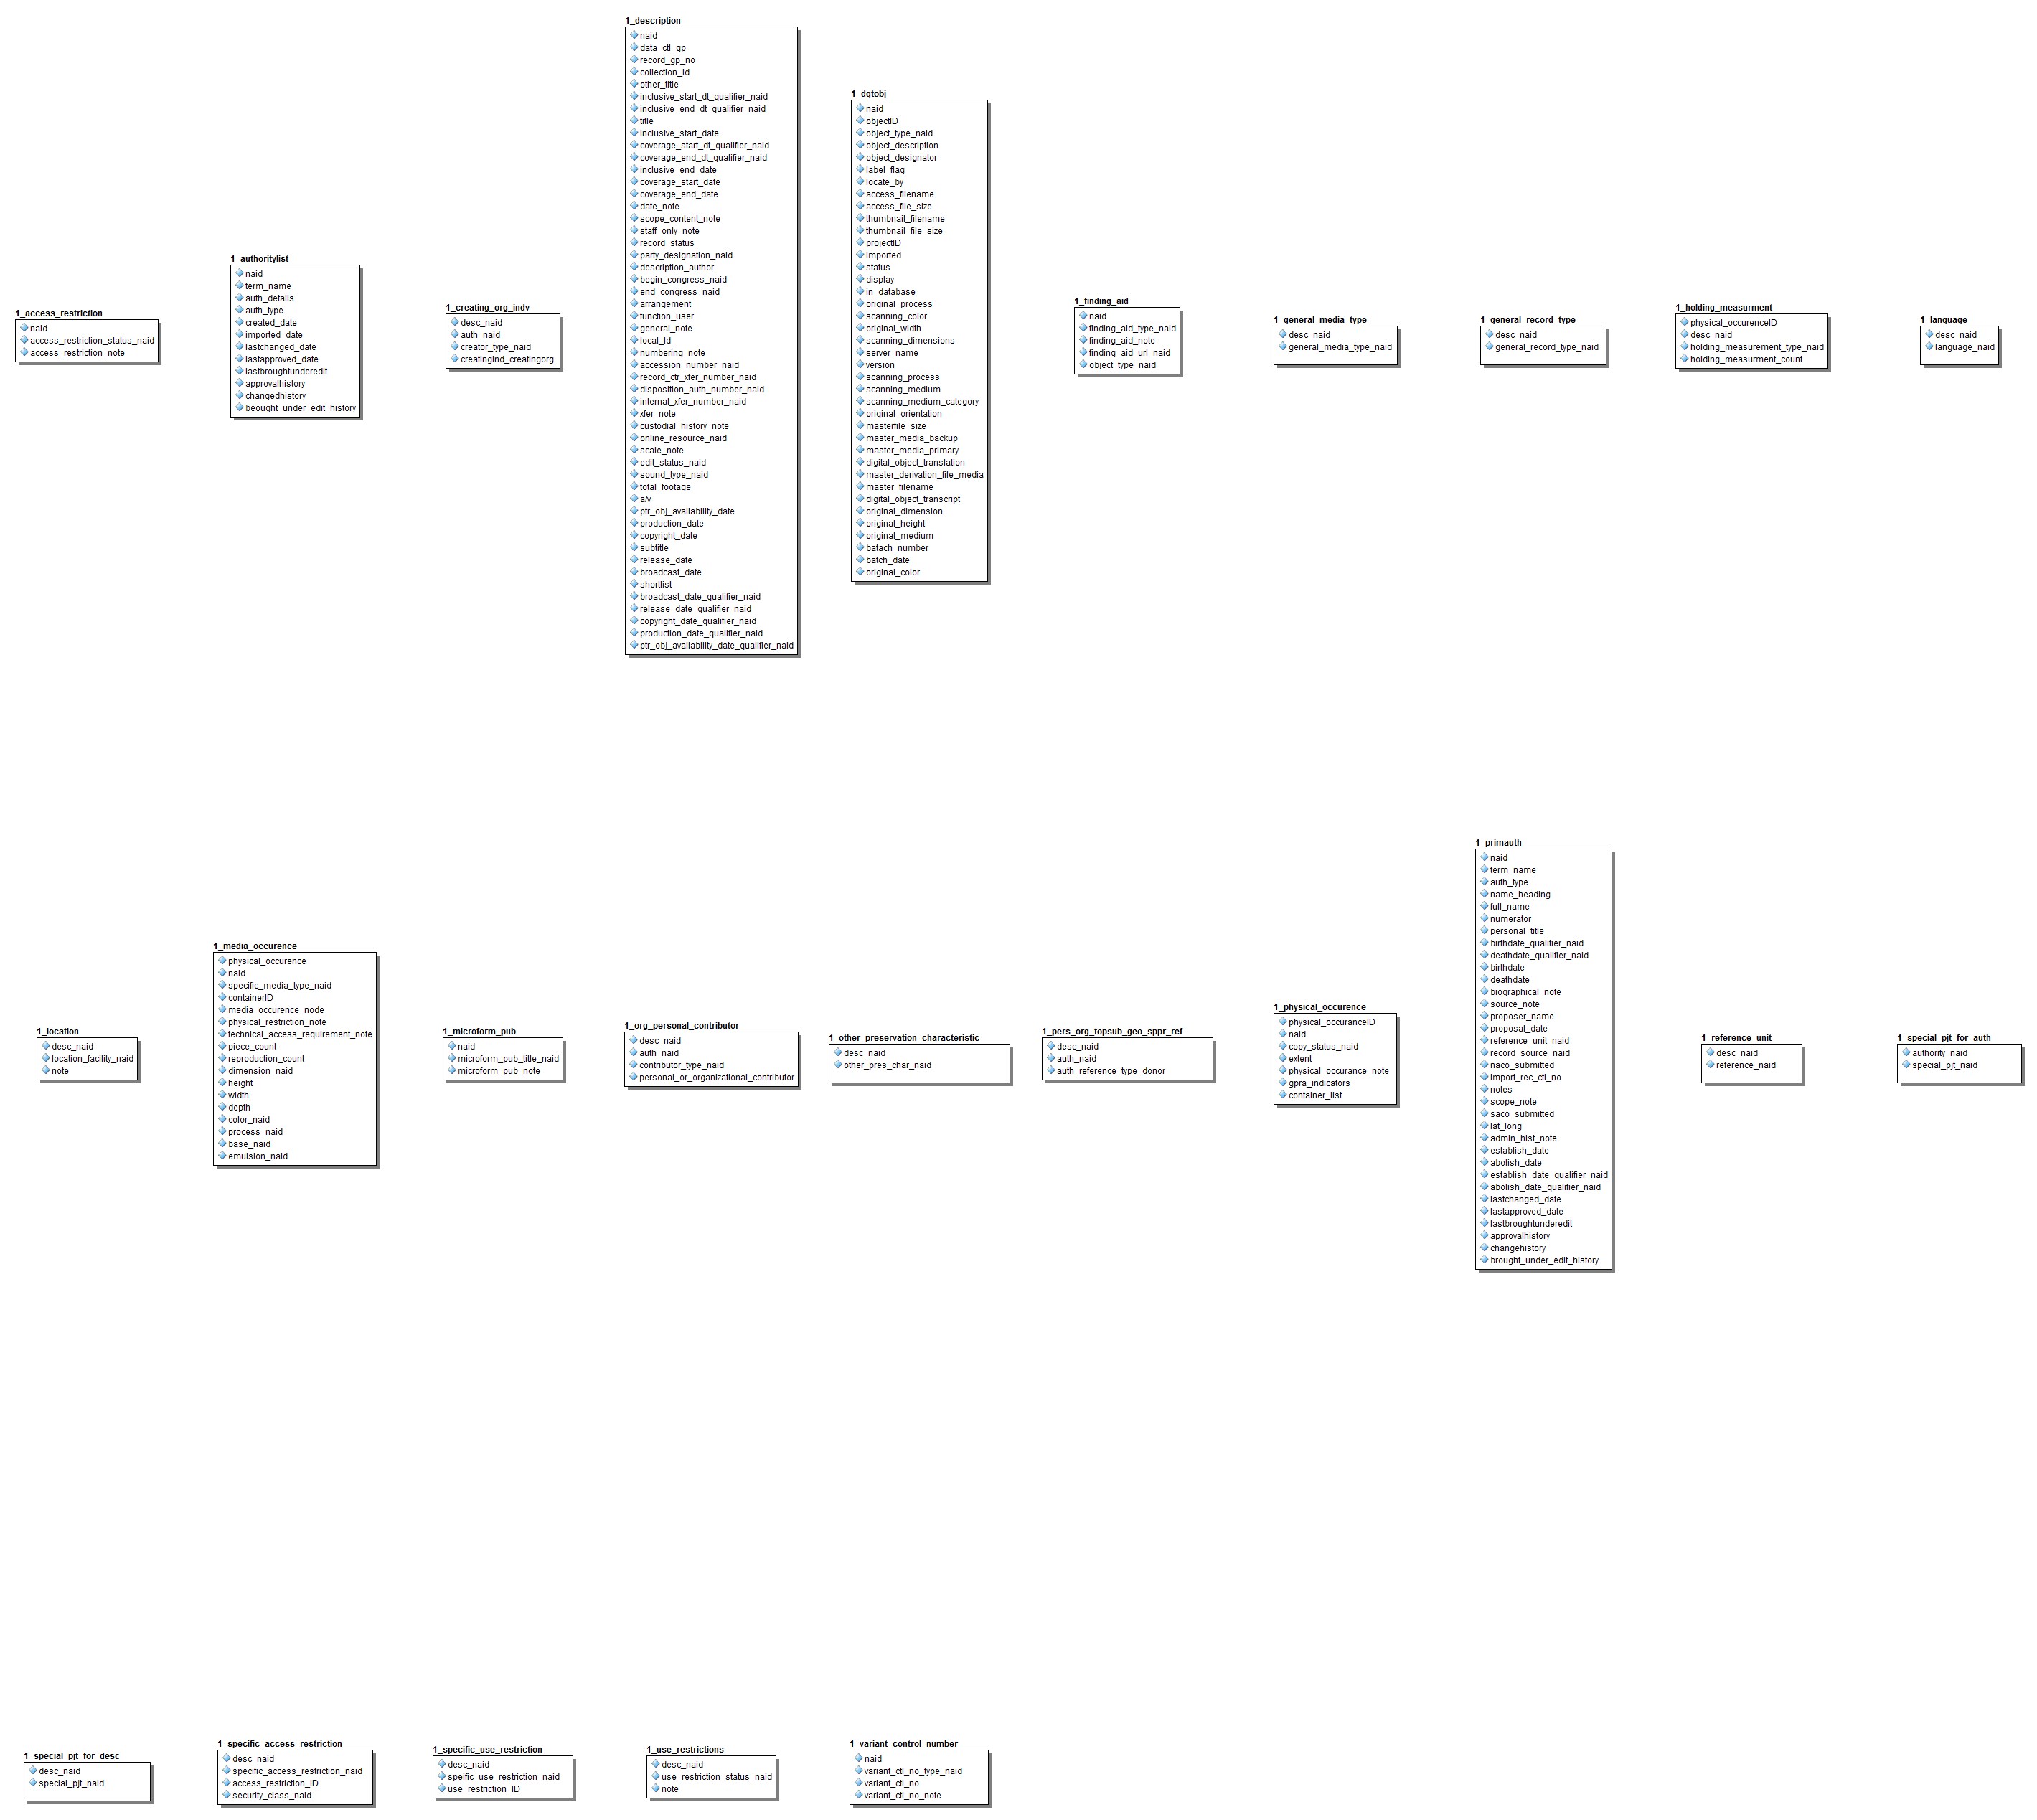 1_description
naid
data_ctl_gp
record_gp_no
collection_Id
other_title
inclusive_start_dt_qualifier_naid
inclusive_end_dt_qualifier_naid
title
inclusive_start_date
coverage_start_dt_qualifier_naid
coverage_end_dt_qualifier_naid
inclusive_end_date
coverage_start_date
coverage_end_date
date_note
scope_content_note
staff_only_note
record_status
party_designation_naid
description_author
begin_congress_naid
end_congress_naid
arrangement
function_user
general_note
local_Id
numbering_note
accession_number_naid
record_ctr_xfer_number_naid
disposition_auth_number_naid
internal_xfer_number_naid
xfer_note
custodial_history_note
online_resource_naid
scale_note
edit_status_naid
sound_type_naid
total_footage
a/v
ptr_obj_availability_date
production_date
copyright_date
subtitle
release_date
broadcast_date
shortlist
broadcast_date_qualifier_naid
release_date_qualifier_naid
copyright_date_qualifier_naid
production_date_qualifier_naid
ptr_obj_availability_date_qualifier_naid
1_dgtobj
naid
objectID
object_type_naid
object_description
object_designator
label_flag
locate_by
access_filename
access_file_size
thumbnail_filename
thumbnail_file_size
projectID
imported
status
display
in_database
original_process
scanning_color
original_width
scanning_dimensions
server_name
version
scanning_process
scanning_medium
scanning_medium_category
original_orientation
masterfile_size
master_media_backup
master_media_primary
digital_object_translation
master_derivation_file_media
master_filename
digital_object_transcript
original_dimension
original_height
original_medium
batach_number
batch_date
original_color
1_access_restriction
naid
access_restriction_status_naid
access_restriction_note
1_authoritylist
naid
term_name
auth_details
auth_type
created_date
imported_date
lastchanged_date
lastapproved_date
lastbroughtunderedit
approvalhistory
changedhistory
beought_under_edit_history
1_creating_org_indv
desc_naid
auth_naid
creator_type_naid
creatingind_creatingorg
1_finding_aid
naid
finding_aid_type_naid
finding_aid_note
finding_aid_url_naid
object_type_naid
1_general_media_type
desc_naid
general_media_type_naid
1_general_record_type
desc_naid
general_record_type_naid
1_holding_measurment
physical_occurenceID
desc_naid
holding_measurement_type_naid
holding_measurment_count
1_language
desc_naid
language_naid
1_location
desc_naid
location_facility_naid
note
1_media_occurence
physical_occurence
naid
specific_media_type_naid
containerID
media_occurence_node
physical_restriction_note
technical_access_requirement_note
piece_count
reproduction_count
dimension_naid
height
width
depth
color_naid
process_naid
base_naid
emulsion_naid
1_microform_pub
naid
microform_pub_title_naid
microform_pub_note
1_org_personal_contributor
desc_naid
auth_naid
contributor_type_naid
personal_or_organizational_contributor
1_other_preservation_characteristic
desc_naid
other_pres_char_naid
1_pers_org_topsub_geo_sppr_ref
desc_naid
auth_naid
auth_reference_type_donor
1_physical_occurence
physical_occuranceID
naid
copy_status_naid
extent
physical_occurance_note
gpra_indicators
container_list
1_primauth
naid
term_name
auth_type
name_heading
full_name
numerator
personal_title
birthdate_qualifier_naid
deathdate_qualifier_naid
birthdate
deathdate
biographical_note
source_note
proposer_name
proposal_date
reference_unit_naid
record_source_naid
naco_submitted
import_rec_ctl_no
notes
scope_note
saco_submitted
lat_long
admin_hist_note
establish_date
abolish_date
establish_date_qualifier_naid
abolish_date_qualifier_naid
lastchanged_date
lastapproved_date
lastbroughtunderedit
approvalhistory
changehistory
brought_under_edit_history
1_reference_unit
desc_naid
reference_naid
1_special_pjt_for_auth
authority_naid
special_pjt_naid
1_special_pjt_for_desc
desc_naid
special_pjt_naid
1_specific_access_restriction
desc_naid
specific_access_restriction_naid
access_restriction_ID
security_class_naid
1_specific_use_restriction
desc_naid
speific_use_restriction_naid
use_restriction_ID
1_use_restrictions
desc_naid
use_restriction_status_naid
note
1_variant_control_number
naid
variant_ctl_no_type_naid
variant_ctl_no
variant_ctl_no_note